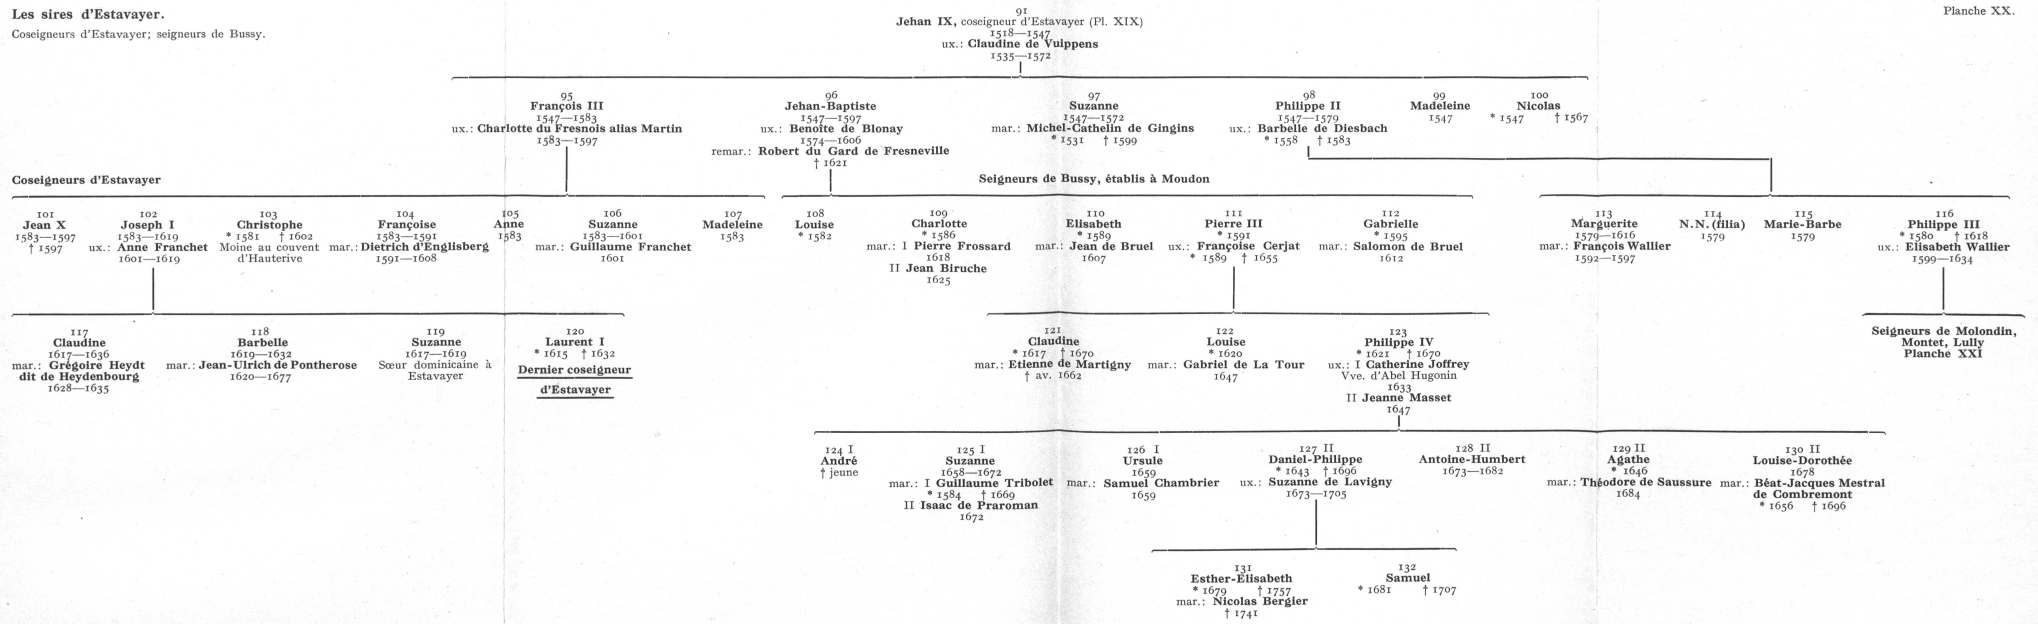 Les sires d'Estavayer.
Coseigneurs d'Estavayer; seigneurs de Bussy.
Planche XX.
91
Jehan IX, coseigneur d'Estavayer (Pl. XIX)
1518—1547
ux.: Claudine de Vuippens
1535—1572
95
François III
1547—1583
ux.: Charlotte du Fresnois alias Martin
1583—1597
96
Jehan-Baptiste
1547—1597
ux.: Benoîte de Blonay
1574—1606
remar.: Robert du Gard de Fresneville
† 1621
97
Suzanne
1547—1572
mar.: Michel-Cathelin de Gingins
* 1531 † 1599
98
Philippe II
1547—1579
ux.: Barbelle de Diesbach
* 1558 † 1583
99
Madeleine
1547
100
Nicolas
* 1547 † 1567
Coseigneurs d'Estavayer
Seigneurs de Bussy, établis à Moudon
101
Jean X
1583—1597
† 1597
102
Joseph I
1583—1619
ux.: Anne Franchet
1601—1619
103
Christophe
* 1581 † 1602
Moine au couvent
d'Hauterive
104
Françoise
1583—1591
mar.: Dietrich d'Englisberg
1591—1608
105
Anne
1583
106
Suzanne
1583—1601
mar.: Guillaume Franchet
1601
107
Madeleine
1583
108
Louise
* 1582
109
Charlotte
* 1586
mar.: I Pierre Frossard
1618
II Jean Biruche
1625
110
Elisabeth
* 1589
mar.: Jean de Bruel
1607
111
Pierre III
* 1591
ux.: Françoise Cerjat
* 1589 † 1655
112
Gabrielle
* 1595
mar.: Salomon de Bruel
1612
113
Marguerite
1579—1616
mar.: François Wallier
1592—1597
114
N.N. (filia)
1579
115
Marie-Barbe
1579
116
Philippe III
* 1580 † 1618
ux.: Elisabeth Wallier
1599—1634
117
Claudine
1617—1636
mar.: Grégoire Heydt
dit de Heydenbourg
1628—1635
118
Barbelle
1619—1632
mar.: Jean-Ulrich de Pontherose
1620—1677
119
Suzanne
1617—1619
Sœur dominicaine à
Estavayer
120
Laurent I
* 1615 † 1632
Dernier coseigneur
d'Estavayer
121
Claudine
* 1617 † 1670
mar.: Etienne de Martigny
† av. 1662
122
Louise
* 1620
mar.: Gabriel de La Tour
1647
123
Philippe IV
* 1621 † 1670
ux.: I Catherine Joffrey
Vve. d'Abel Hugonin
1633
II Jeanne Masset
1647
Seigneurs de Molondin,
Montet, Lully
Planche XXI
124 I
André
† jeune
125 I
Suzanne
1658—1672
mar.: I Guillaume Tribolet
* 1584 † 1669
II Isaac de Praroman
1672
126 I
Ursule
1659
mar.: Samuel Chambrier
1659
127 II
Daniel-Philippe
* 1643 † 1696
ux.: Suzanne de Lavigny
1673—1705
128 II
Antoine-Humbert
1673—1682
129 II
Agathe
* 1646
mar.: Théodore de Saussure
1684
130 II
Louise-Dorothée
1678
mar.: Béat-Jacques Mestral
de Combremont
* 1656 † 1696
131
Esther-Elisabeth
* 1679 † 1757
mar.: Nicolas Bergier
† 1741
132
Samuel
* 1681 † 1707